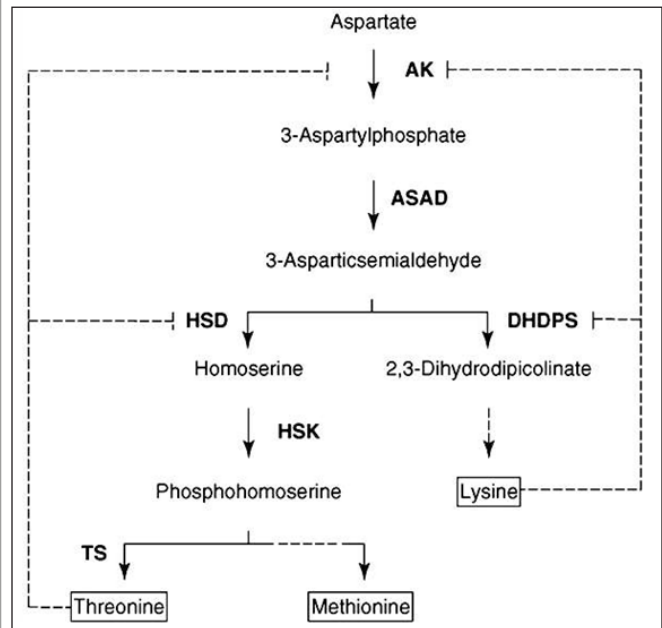 Aspartate
AK
3-Aspartylphosphate
ASAD
3-Asparticsemialdehyde
HSD DHDPS
Homoserine 2,3-Dihydrodipicolinate
HSK
Phosphohomoserine Lysine
TS
Threonine Methionine